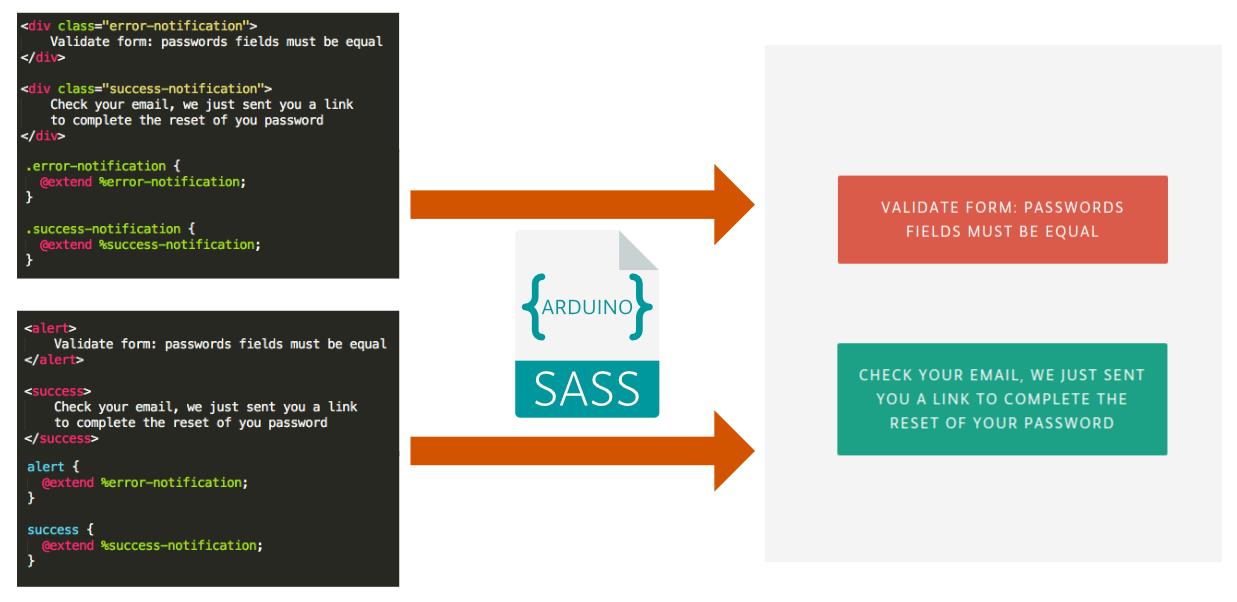 <div class="error-notification">
Validate form: passwords fields must be equal
</div>
<div class="success-notification">
Check your email, we just sent you a link
to complete the reset of you password
</div>
.error-notification {
@extend %error-notification;
}
.success-notification {
@extend %success-notification;
}
<alert>
Validate form: passwords fields must be equal
</alert>
<success>
Check your email, we just sent you a link
to complete the reset of you password
</success>
alert {
@extend %error-notification;
}
success {
@extend %success-notification;
}
{ARDUINO}
SASS
VALIDATE FORM: PASSWORDS
FIELDS MUST BE EQUAL
CHECK YOUR EMAIL, WE JUST SENT
YOU A LINK TO COMPLETE THE
RESET OF YOUR PASSWORD